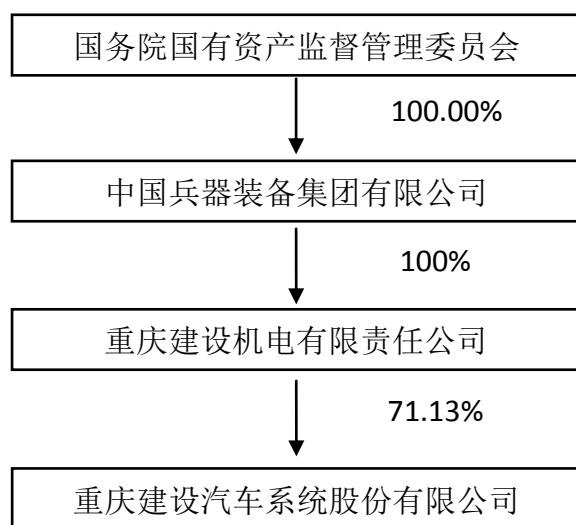 国务院国有资产监督管理委员会
100.00%
中国兵器装备集团有限公司
100%
重庆建设机电有限责任公司
71.13%
重庆建设汽车系统股份有限公司